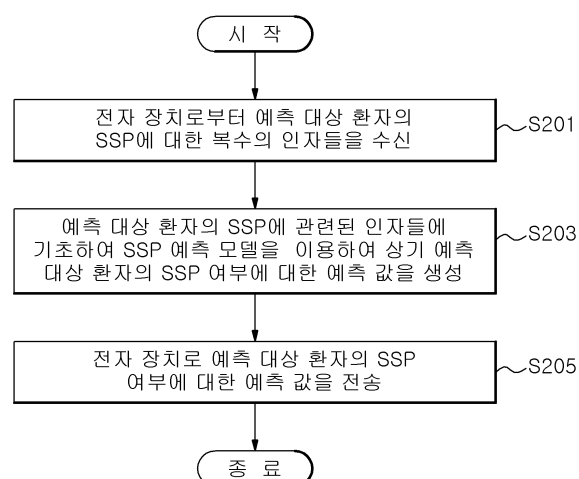 시 작
전자 장치로부터 예측 대상 환자의
SSP에 대한 복수의 인자들을 수신
S201
예측 대상 환자의 SSP에 관련된 인자들에
기초하여 SSP 예측 모델을 이용하여 상기 예측
대상 환자의 SSP 여부에 대한 예측 값을 생성
S203
전자 장치로 예측 대상 환자의 SSP
여부에 대한 예측 값을 전송
S205
종 료